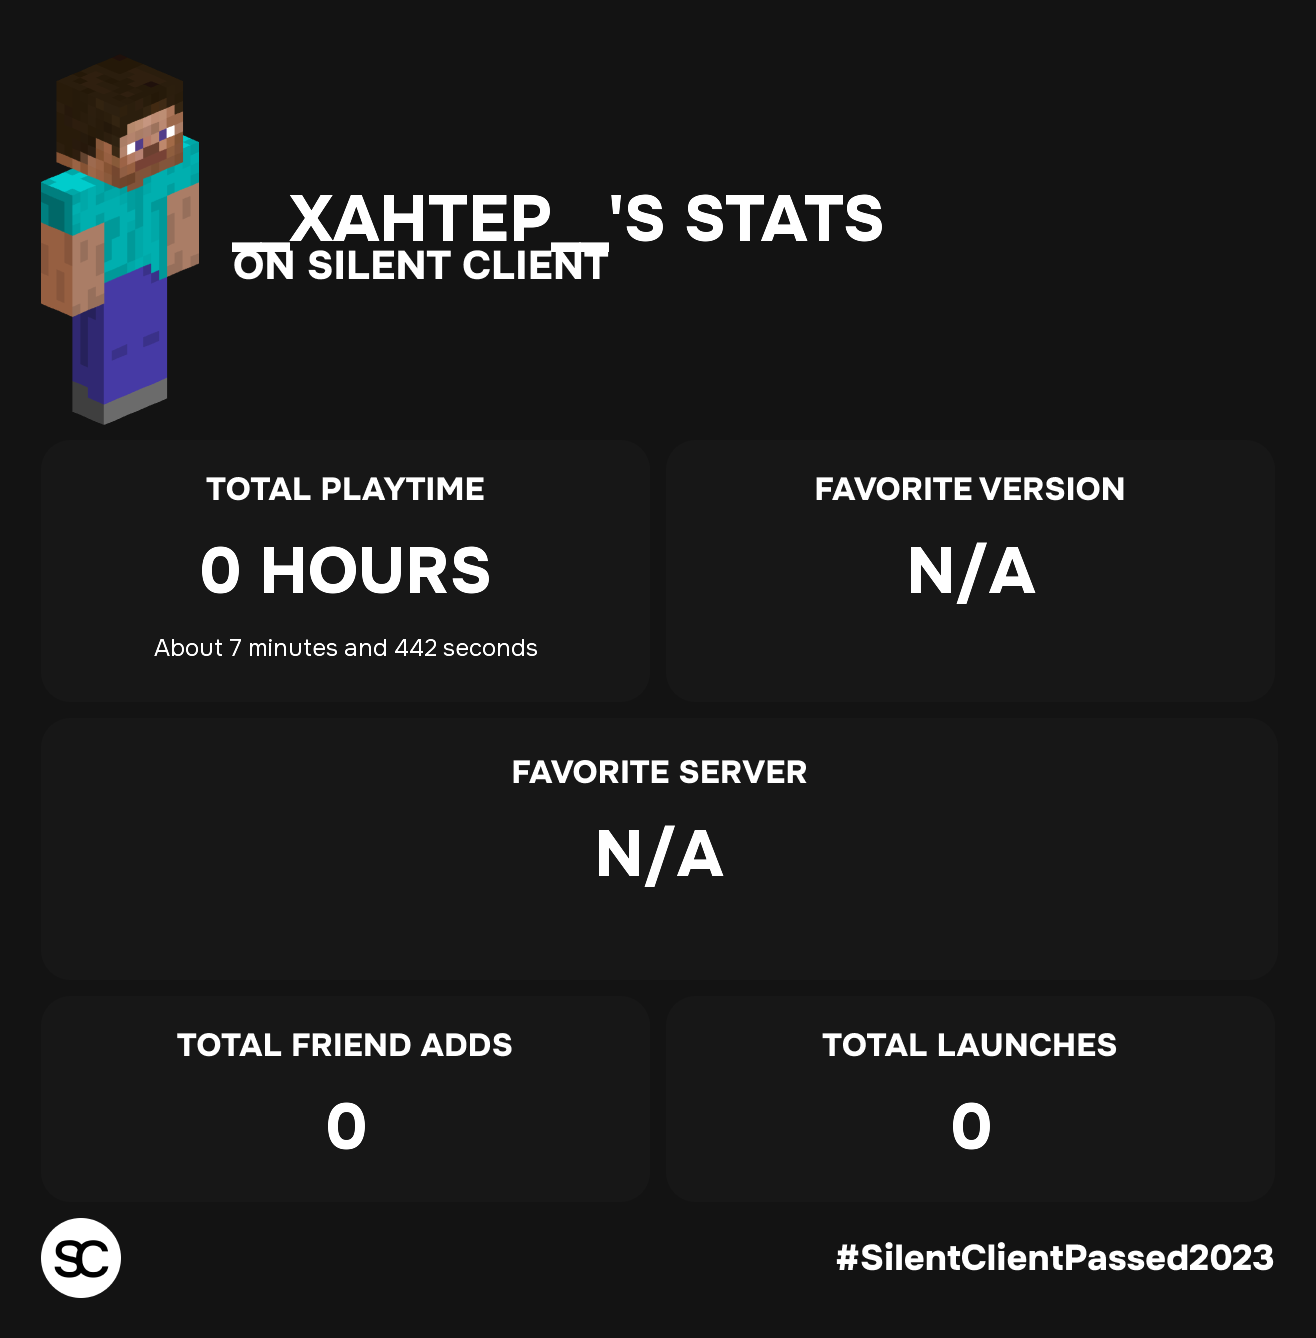 __XAHTEP__'S STATS
ON SILENT CLIENT
TOTAL PLAYTIME
0 HOURS
About 7 minutes and 442 seconds
FAVORITE VERSION
N/A
FAVORITE SERVER
N/A
TOTAL FRIEND ADDS
0
TOTAL LAUNCHES
0
SC
#SilentClientPassed2023